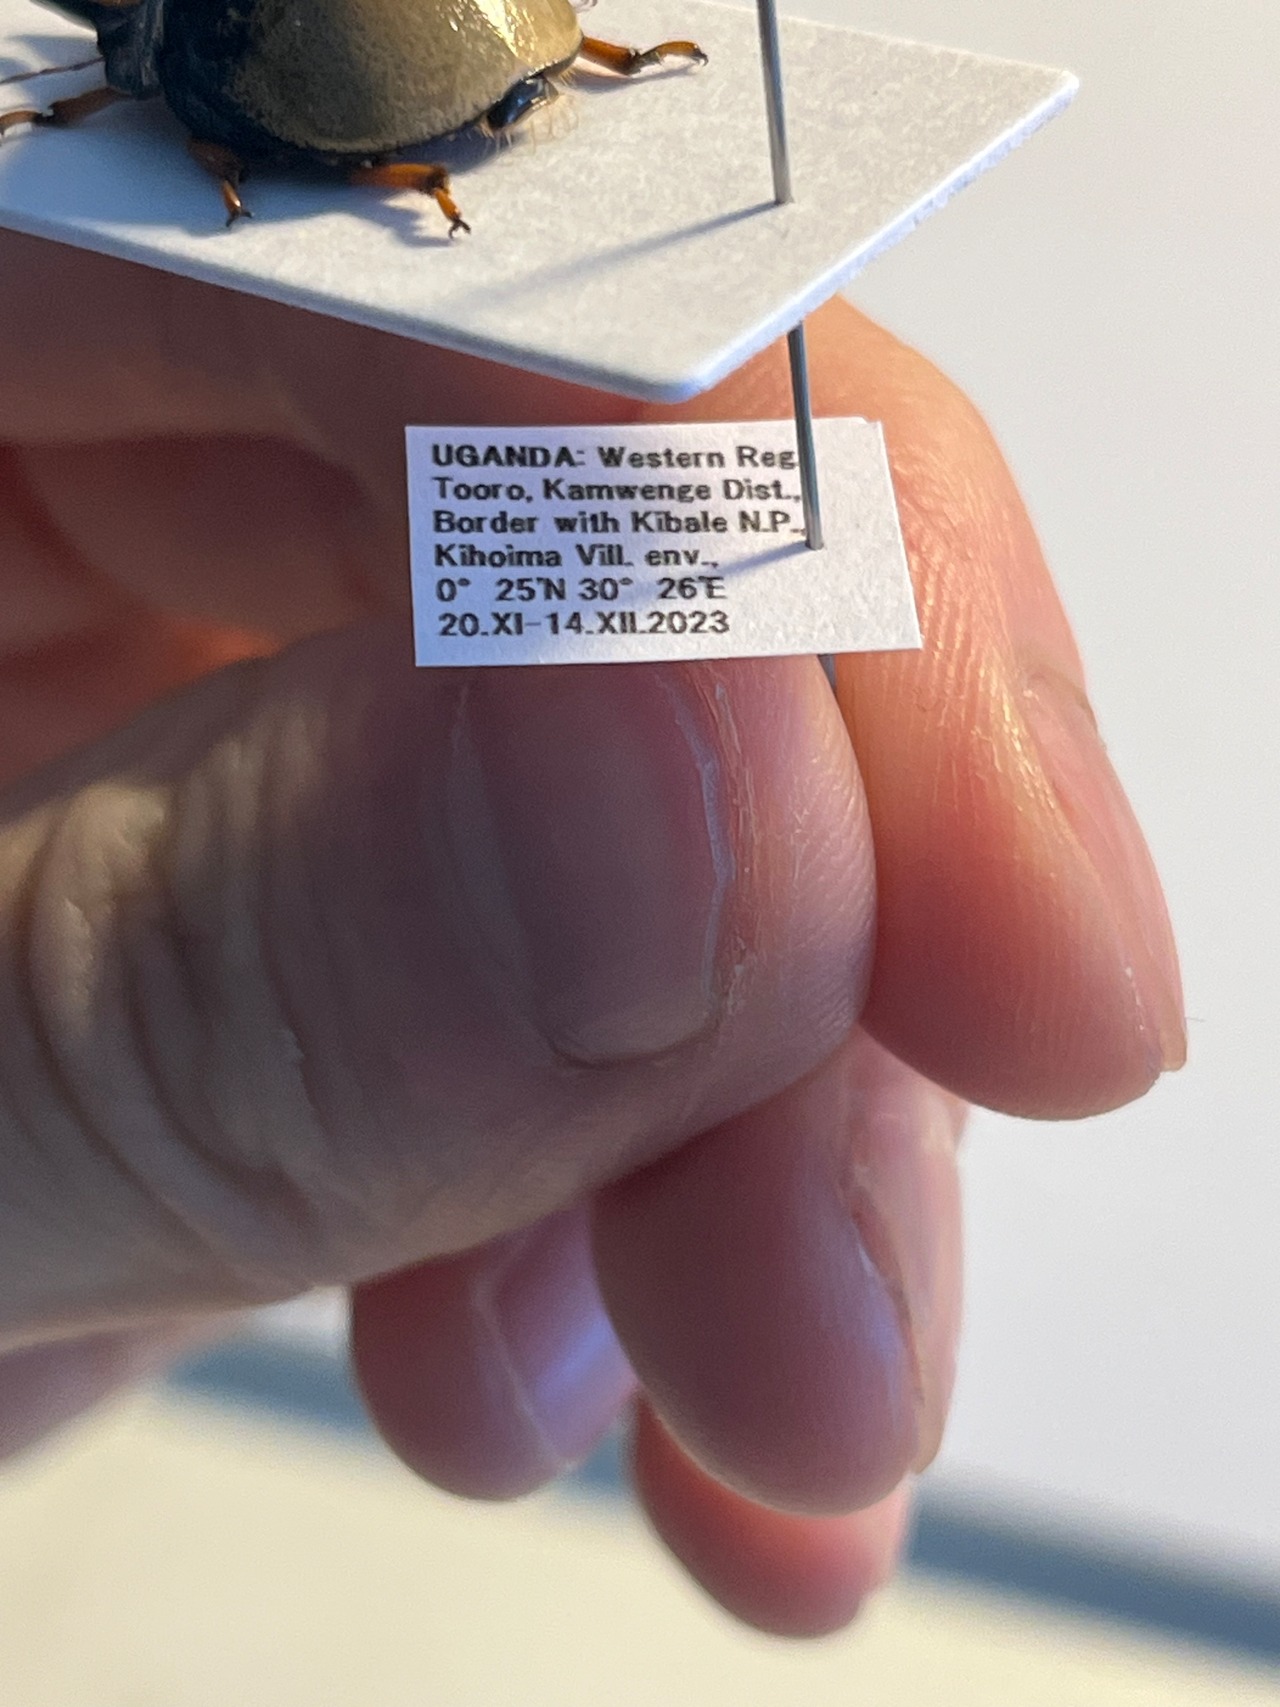 UGANDA: Western Reg.
Tooro, Kamwenge Dist.,
Border with Kibale N.P.,
Kihoima Vill. env.,
0° 25'N 30° 26'E
20.XI-14.XII.2023